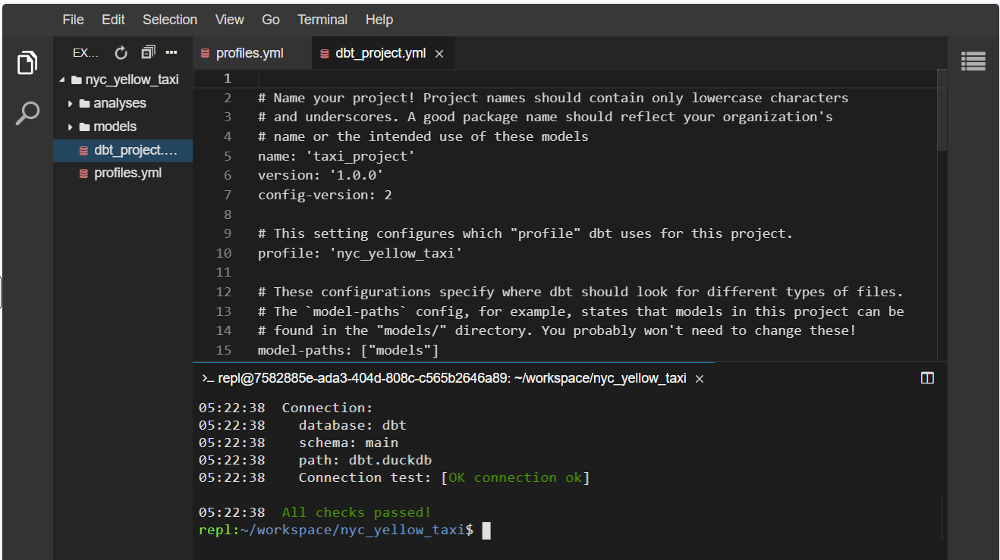 File Edit Selection View Go Terminal Help
EX...
nyc_yellow_taxi
analyses
models
dbt_project....
profiles.yml
profiles.yml dbt_project.yml
1
2 # Name your project! Project names should contain only lowercase characters
3 # and underscores. A good package name should reflect your organization's
4 # name or the intended use of these models
5 name: 'taxi_project'
6 version: '1.0.0'
7 config-version: 2
8
9 # This setting configures which "profile" dbt uses for this project.
10 profile: 'nyc_yellow_taxi'
11
12 # These configurations specify where dbt should look for different types of files.
13 # The `model-paths` config, for example, states that models in this project can be
14 # found in the "models/" directory. You probably won't need to change these!
15 model-paths: ["models"]
>_ repl@7582885e-ada3-404d-808c-c565b2646a89: ~/workspace/nyc_yellow_taxi
05:22:38 Connection:
05:22:38 database: dbt
05:22:38 schema: main
05:22:38 path: dbt.duckdb
05:22:38 Connection test: [OK connection ok]
05:22:38 All checks passed!
repl:~/workspace/nyc_yellow_taxi$